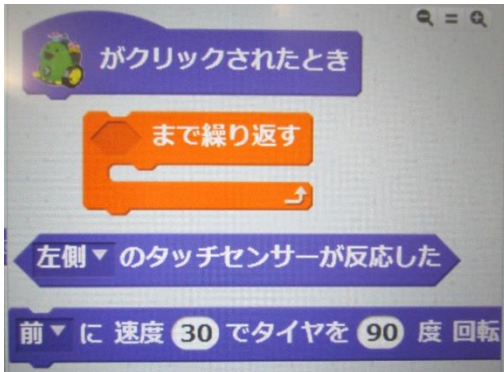 がクリックされたとき
まで繰り返す
左側 のタッチセンサーが反応した
前 に 速度 30 でタイヤを 90 度 回転